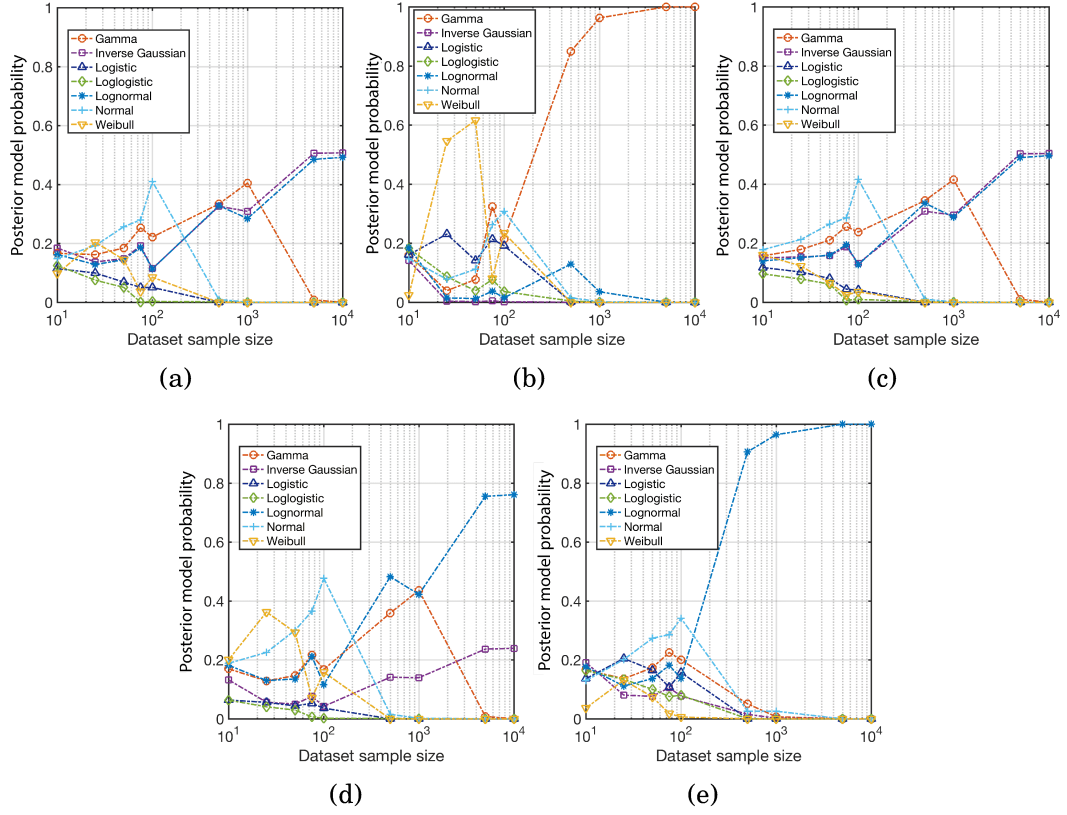 1
0.8
0.6
0.4
0.2
0
Posterior model probability
Gamma
Inverse Gaussian
Logistic
Loglogistic
Lognormal
Normal
Weibull
10^1 10^2 10^3 10^4
Dataset sample size
(a)
1
0.8
0.6
0.4
0.2
0
Posterior model probability
Gamma
Inverse Gaussian
Logistic
Loglogistic
Lognormal
Normal
Weibull
10^1 10^2 10^3 10^4
Dataset sample size
(b)
1
0.8
0.6
0.4
0.2
0
Posterior model probability
Gamma
Inverse Gaussian
Logistic
Loglogistic
Lognormal
Normal
Weibull
10^1 10^2 10^3 10^4
Dataset sample size
(c)
1
0.8
0.6
0.4
0.2
0
Posterior model probability
Gamma
Inverse Gaussian
Logistic
Loglogistic
Lognormal
Normal
Weibull
10^1 10^2 10^3 10^4
Dataset sample size
(d)
1
0.8
0.6
0.4
0.2
0
Posterior model probability
Gamma
Inverse Gaussian
Logistic
Loglogistic
Lognormal
Normal
Weibull
10^1 10^2 10^3 10^4
Dataset sample size
(e)